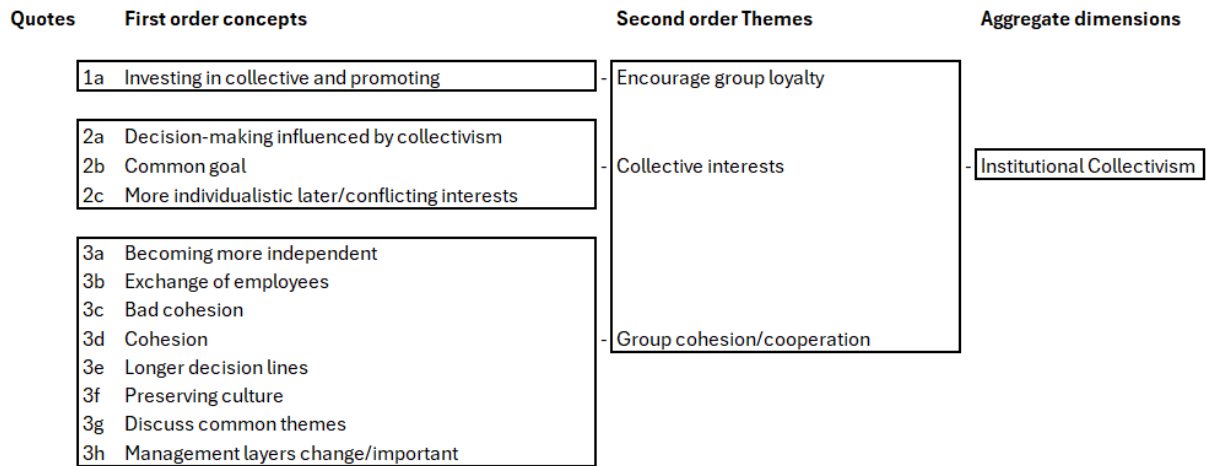 Quotes First order concepts Second order Themes Aggregate dimensions
1a Investing in collective and promoting - Encourage group loyalty
2a Decision-making influenced by collectivism
2b Common goal - Collective interests - Institutional Collectivism
2c More individualistic later/conflicting interests
3a Becoming more independent
3b Exchange of employees
3c Bad cohesion
3d Cohesion - Group cohesion/cooperation
3e Longer decision lines
3f Preserving culture
3g Discuss common themes
3h Management layers change/important